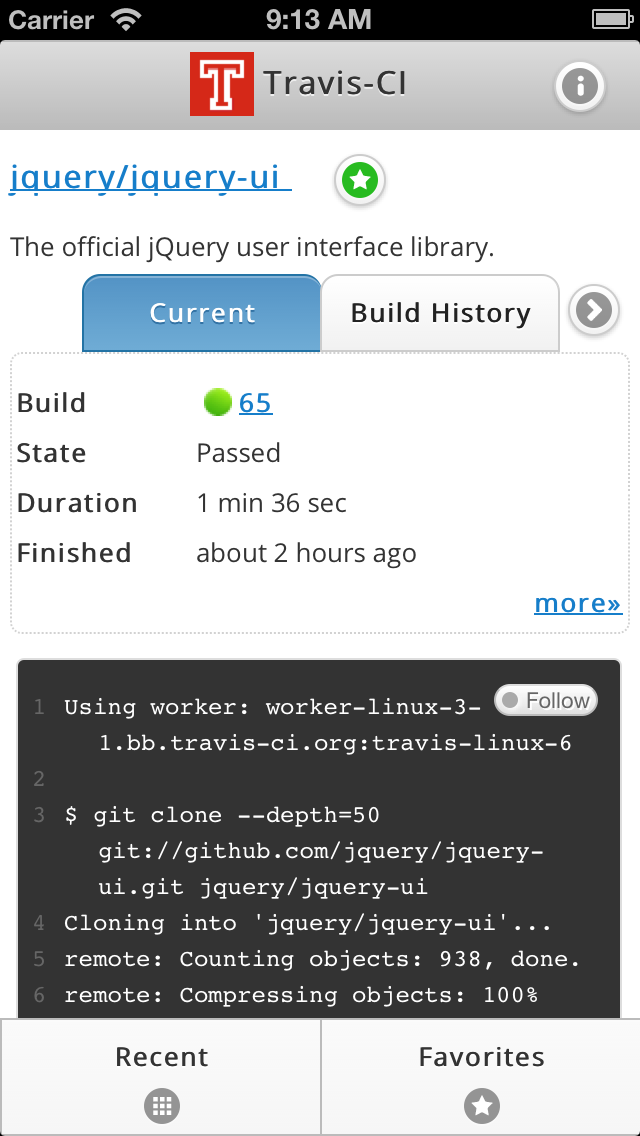 Carrier 9:13 AM
T Travis-CI
jquery/jquery-ui
The official jQuery user interface library.
Current Build History
Build 65
State Passed
Duration 1 min 36 sec
Finished about 2 hours ago
more»
Follow
1 Using worker: worker-linux-3-
1.bb.travis-ci.org:travis-linux-6
2
3 $ git clone --depth=50
git://github.com/jquery/jquery-
ui.git jquery/jquery-ui
4 Cloning into 'jquery/jquery-ui'...
5 remote: Counting objects: 938, done.
6 remote: Compressing objects: 100%
Recent Favorites